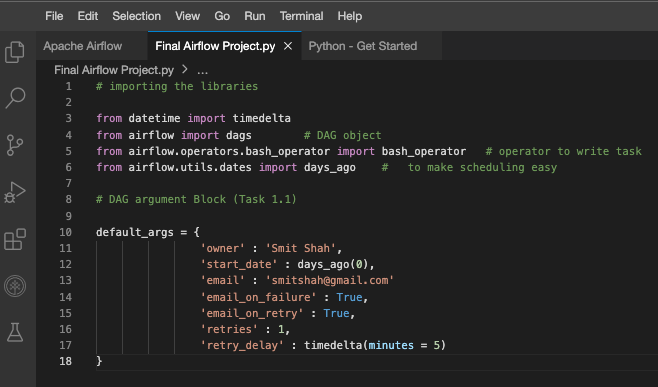 File Edit Selection View Go Run Terminal Help
Apache Airflow Final Airflow Project.py × Python - Get Started
Final Airflow Project.py > ...
1 # importing the libraries
2
3 from datetime import timedelta
4 from airflow import dags # DAG object
5 from airflow.operators.bash_operator import bash_operator # operator to write task
6 from airflow.utils.dates import days_ago # to make scheduling easy
7
8 # DAG argument Block (Task 1.1)
9
10 default_args = {
11 'owner' : 'Smit Shah',
12 'start_date' : days_ago(0),
13 'email' : 'smitshah@gmail.com'
14 'email_on_failure' : True,
15 'email_on_retry' : True,
16 'retries' : 1,
17 'retry_delay' : timedelta(minutes = 5)
18 }